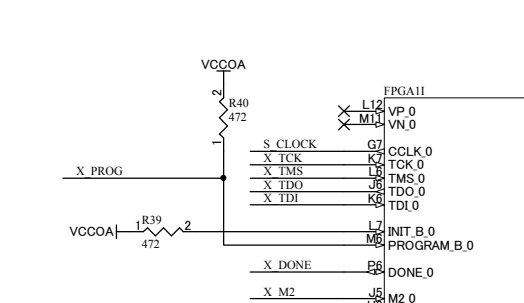 VCCOA
2
R40
472
1
FPGA1I
L12 VP_0
M11 VN_0
S_CLOCK G7 CCLK_0
X_TCK K7 TCK_0
X_TMS L6 TMS_0
X_PROG
X_TDO J6 TDO_0
X_TDI K6 TDI_0
VCCOA 1 R39 2
472
L7 INIT_B_0
M6 PROGRAM_B_0
X_DONE P6 DONE_0
X_M2 J5 M2_0